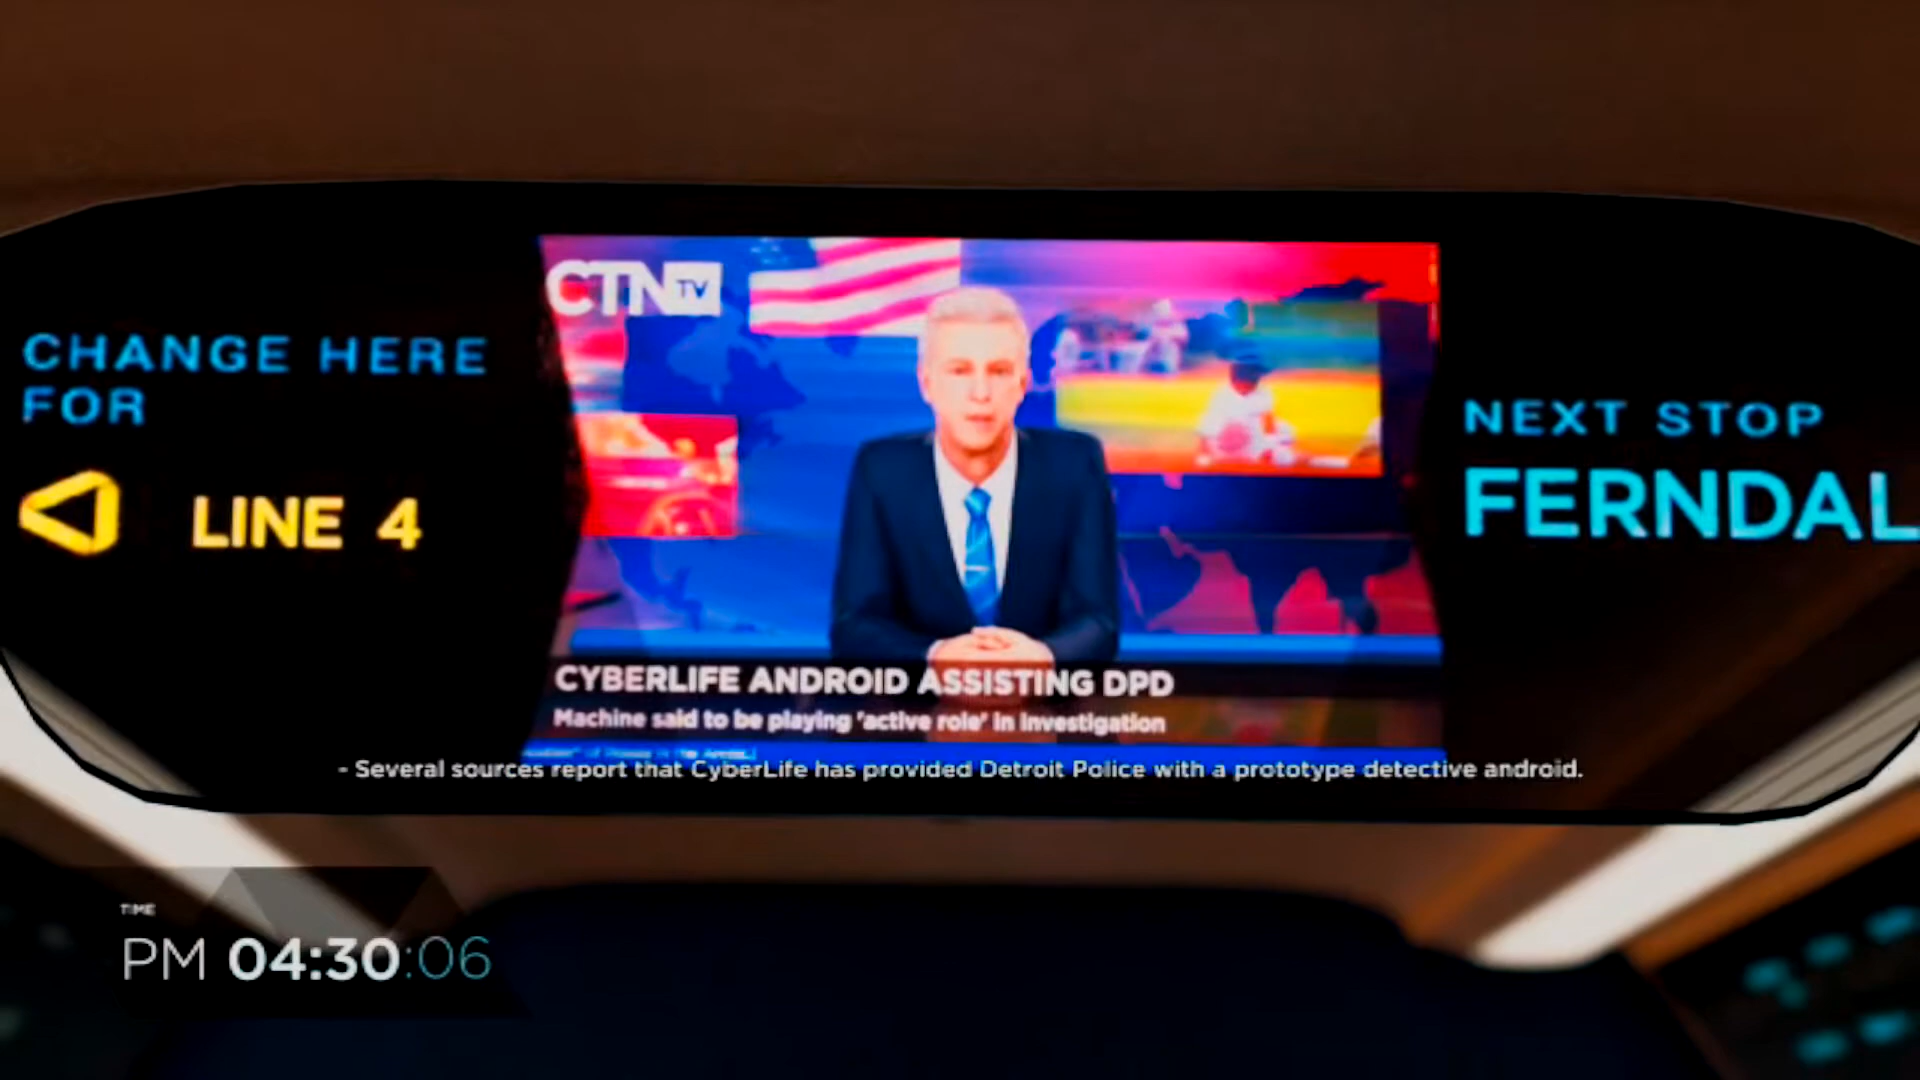 CTN TV
CHANGE HERE
FOR
LINE 4
NEXT STOP
FERNDAL
CYBERLIFE ANDROID ASSISTING DPD
Machine said to be playing 'active role' in investigation
- Several sources report that CyberLife has provided Detroit Police with a prototype detective android.
TIME
PM 04:30:06